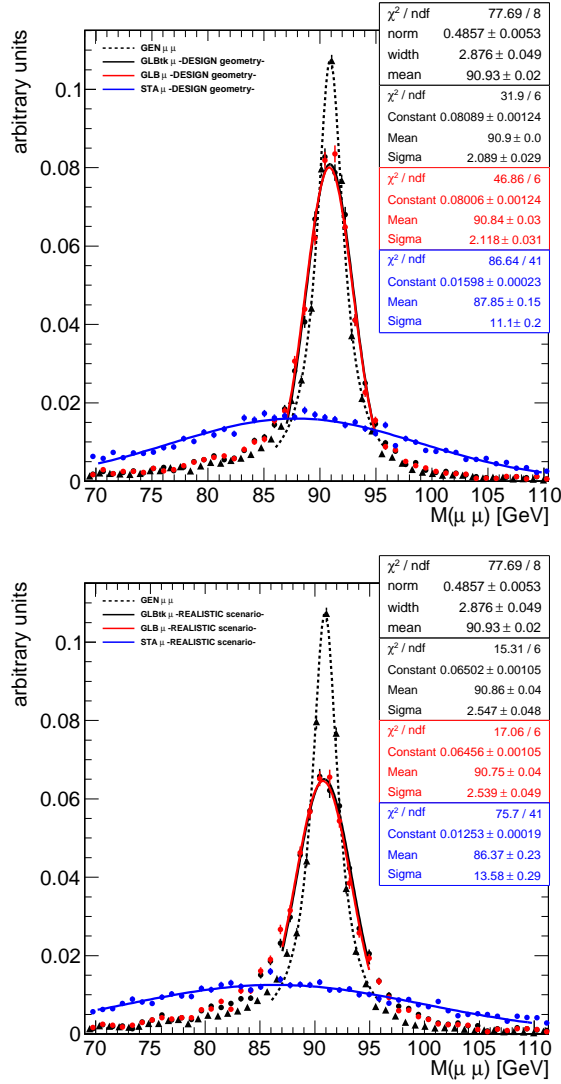 arbitrary units
GEN μ μ
GLBtk μ -DESIGN geometry-
GLB μ -DESIGN geometry-
STA μ -DESIGN geometry-
χ² / ndf 77.69 / 8
norm 0.4857 ± 0.0053
width 2.876 ± 0.049
mean 90.93 ± 0.02
χ² / ndf 31.9 / 6
Constant 0.08089 ± 0.00124
Mean 90.9 ± 0.0
Sigma 2.089 ± 0.029
χ² / ndf 46.86 / 6
Constant 0.08006 ± 0.00124
Mean 90.84 ± 0.03
Sigma 2.118 ± 0.031
χ² / ndf 86.64 / 41
Constant 0.01598 ± 0.00023
Mean 87.85 ± 0.15
Sigma 11.1 ± 0.2
0.1
0.08
0.06
0.04
0.02
0
70 75 80 85 90 95 100 105 110
M(μ μ) [GeV]
arbitrary units
GEN μ μ
GLBtk μ -REALISTIC scenario-
GLB μ -REALISTIC scenario-
STA μ -REALISTIC scenario-
χ² / ndf 77.69 / 8
norm 0.4857 ± 0.0053
width 2.876 ± 0.049
mean 90.93 ± 0.02
χ² / ndf 15.31 / 6
Constant 0.06502 ± 0.00105
Mean 90.86 ± 0.04
Sigma 2.547 ± 0.048
χ² / ndf 17.06 / 6
Constant 0.06456 ± 0.00105
Mean 90.75 ± 0.04
Sigma 2.539 ± 0.049
χ² / ndf 75.7 / 41
Constant 0.01253 ± 0.00019
Mean 86.37 ± 0.23
Sigma 13.58 ± 0.29
0.1
0.08
0.06
0.04
0.02
0
70 75 80 85 90 95 100 105 110
M(μ μ) [GeV]